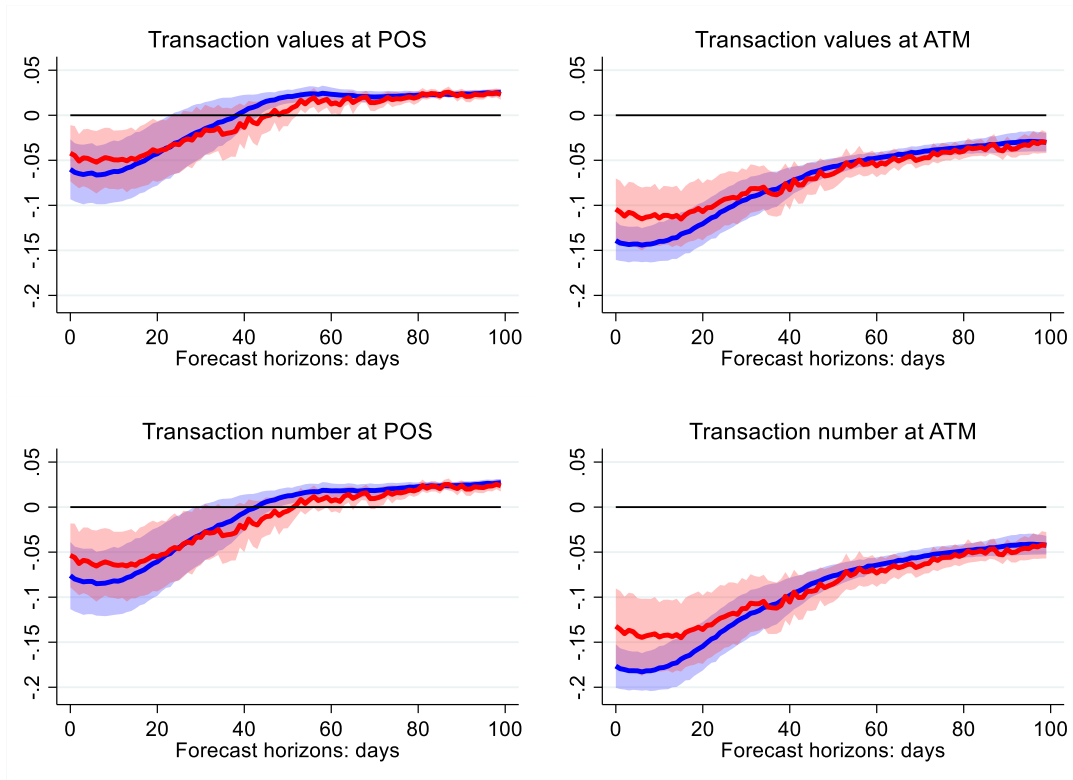 Transaction values at POS
.05
0
-.05
-.1
-.15
-.2
0 20 40 60 80 100
Forecast horizons: days
Transaction values at ATM
.05
0
-.05
-.1
-.15
-.2
0 20 40 60 80 100
Forecast horizons: days
Transaction number at POS
.05
0
-.05
-.1
-.15
-.2
0 20 40 60 80 100
Forecast horizons: days
Transaction number at ATM
.05
0
-.05
-.1
-.15
-.2
0 20 40 60 80 100
Forecast horizons: days